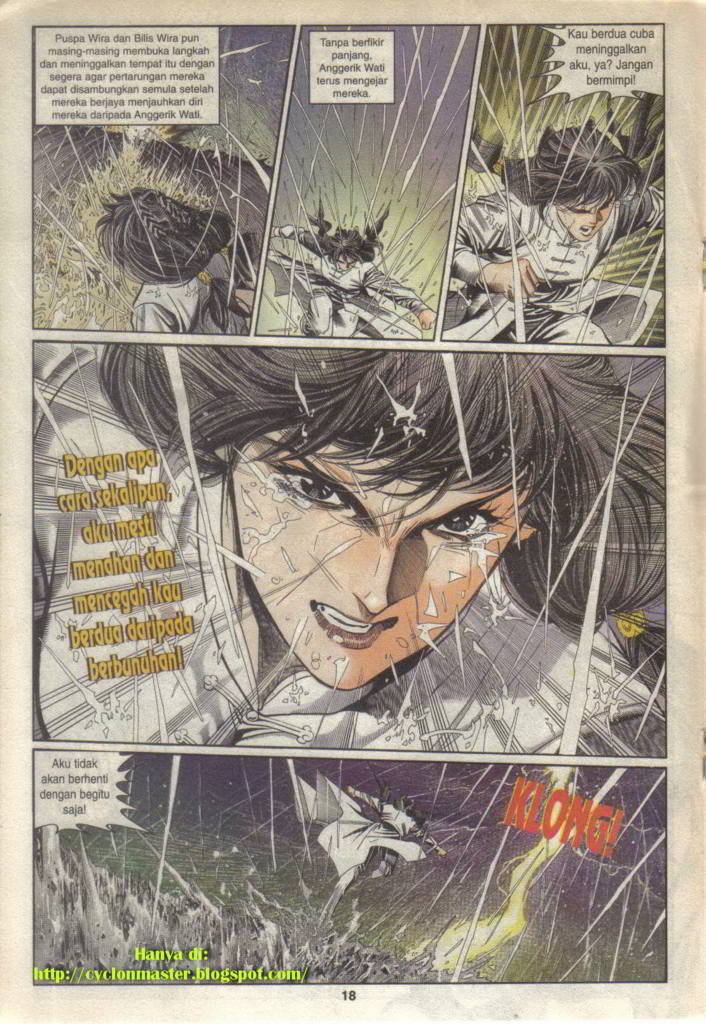 Puspa Wira dan Bilis Wira pun
masing-masing membuka langkah
dan meninggalkan tempat itu dengan
segera agar pertarungan mereka
dapat disambungkan semula setelah
mereka berjaya menjauhkan diri
mereka daripada Anggerik Wati.
Tanpa berfikir
panjang,
Anggerik Wati
terus mengejar
mereka.
Kau berdua cuba
meninggalkan
aku, ya? Jangan
bermimpi!
Dengan apa
cara sekalipun,
aku mesti
menahan dan
mencegah kau
berdua daripada
berbunuhan!
Aku tidak
akan berhenti
dengan begitu
saja!
KLONG!
Hanya di:
http://cyclonmaster.blogspot.com/
18